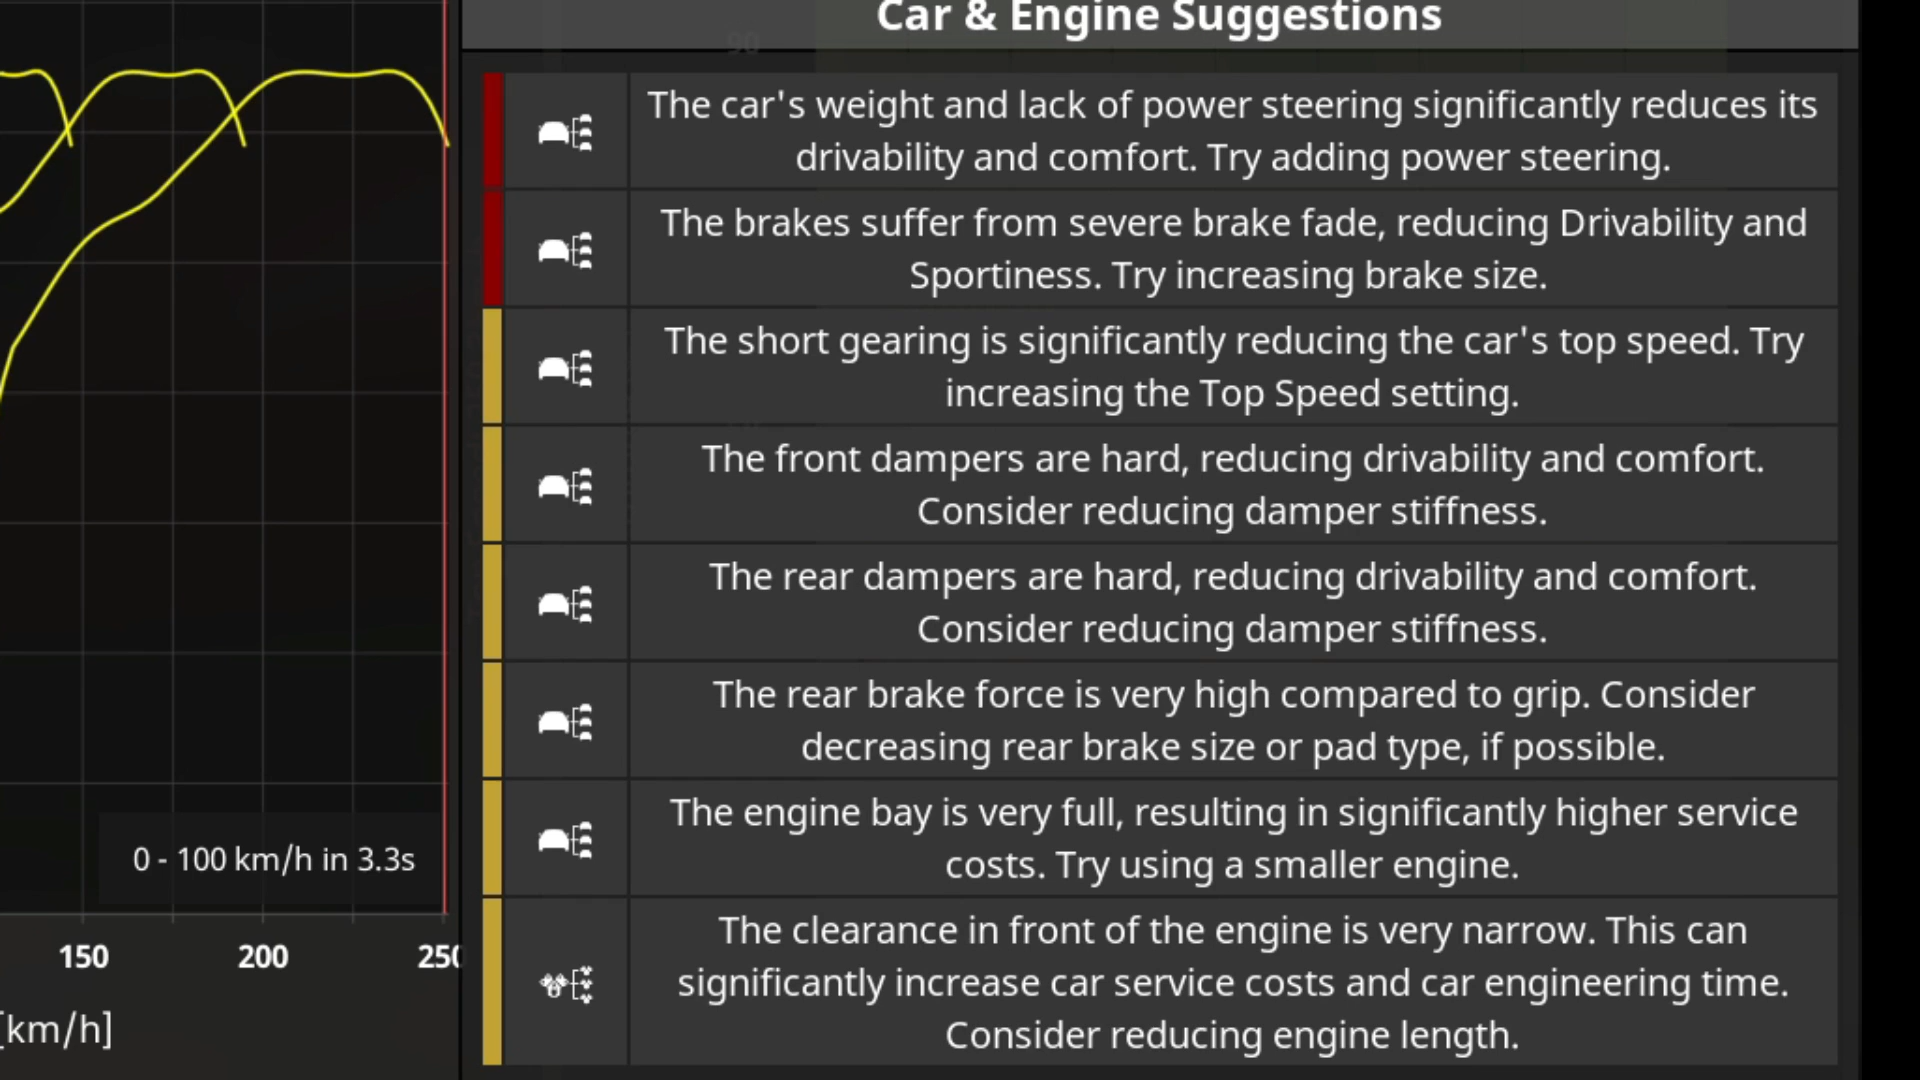 Car & Engine Suggestions
The car's weight and lack of power steering significantly reduces its
drivability and comfort. Try adding power steering.
The brakes suffer from severe brake fade, reducing Drivability and
Sportiness. Try increasing brake size.
The short gearing is significantly reducing the car's top speed. Try
increasing the Top Speed setting.
The front dampers are hard, reducing drivability and comfort.
Consider reducing damper stiffness.
The rear dampers are hard, reducing drivability and comfort.
Consider reducing damper stiffness.
The rear brake force is very high compared to grip. Consider
decreasing rear brake size or pad type, if possible.
The engine bay is very full, resulting in significantly higher service
costs. Try using a smaller engine.
The clearance in front of the engine is very narrow. This can
significantly increase car service costs and car engineering time.
Consider reducing engine length.
0 - 100 km/h in 3.3s
150 200 250
[km/h]